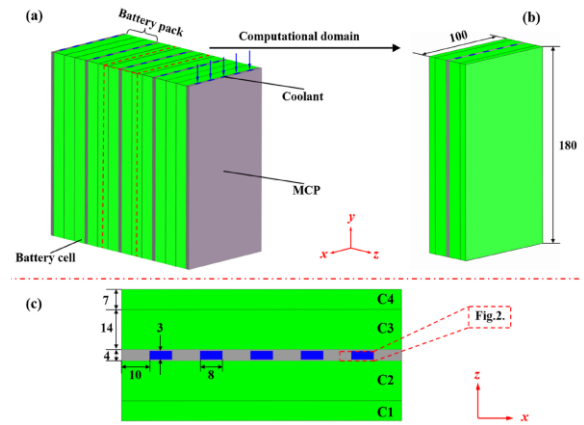 (a)
Battery pack
Computational domain
(b)
100
Coolant
180
MCP
y
x
z
Battery cell
(c)
7
C4
3
C3
Fig.2.
14
4
10
8
C2
z
C1
x